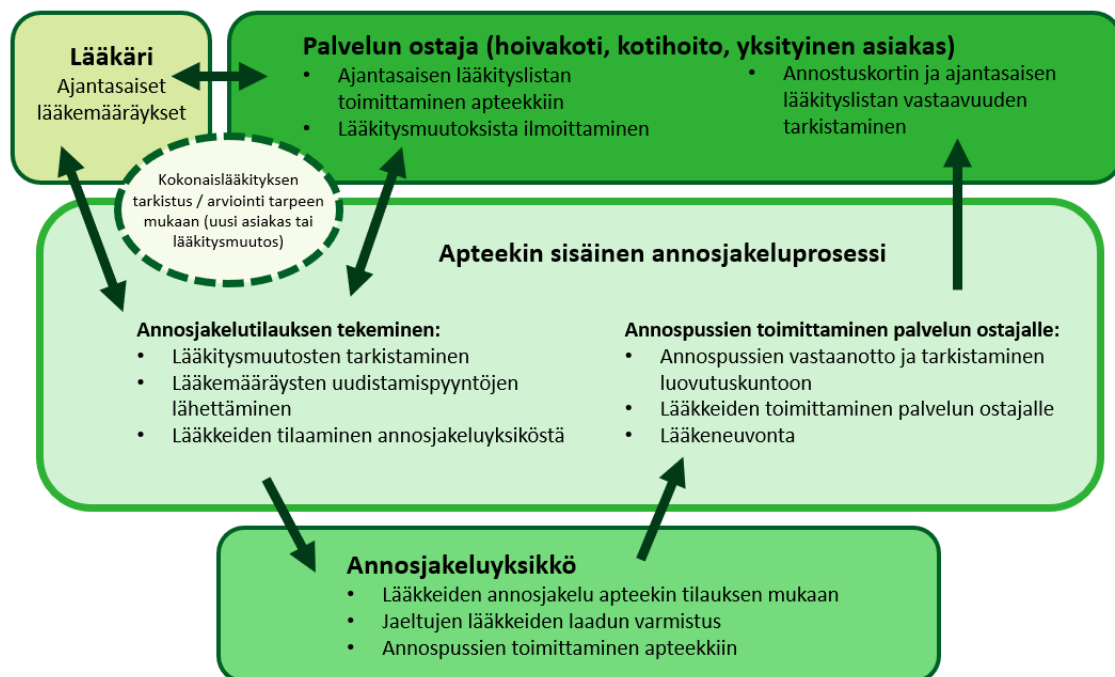 Lääkäri
Ajantasaiset
lääkemääräykset
Palvelun ostaja (hoivakoti, kotihoito, yksityinen asiakas)
• Ajantasaisen lääkityslistan
toimittaminen apteekkiin
• Lääkitysmuutoksista ilmoittaminen
• Annostuskortin ja ajantasaisen
lääkityslistan vastaavuuden
tarkistaminen
Kokonaislääkityksen
tarkistus / arviointi tarpeen
mukaan (uusi asiakas tai
lääkitysmuutos)
Apteekin sisäinen annosjakeluprosessi
Annosjakelutilauksen tekeminen:
• Lääkitysmuutosten tarkistaminen
• Lääkemääräysten uudistamispyyntöjen
lähettäminen
• Lääkkeiden tilaaminen annosjakeluyksiköstä
Annospussien toimittaminen palvelun ostajalle:
• Annospussien vastaanotto ja tarkistaminen
luovutuskuntoon
• Lääkkeiden toimittaminen palvelun ostajalle
• Lääkeneuvonta
Annosjakeluyksikkö
• Lääkkeiden annosjakelu apteekin tilauksen mukaan
• Jaeltujen lääkkeiden laadun varmistus
• Annospussien toimittaminen apteekkiin